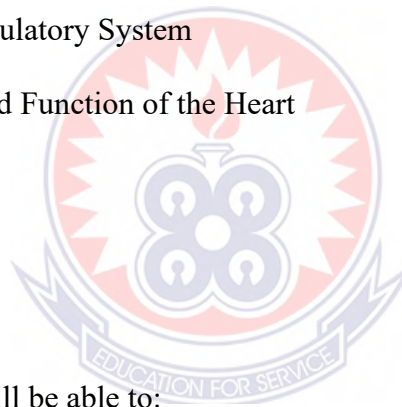 ulatory System
d Function of the Heart
EDUCATION FOR SERVICE
ll be able to: